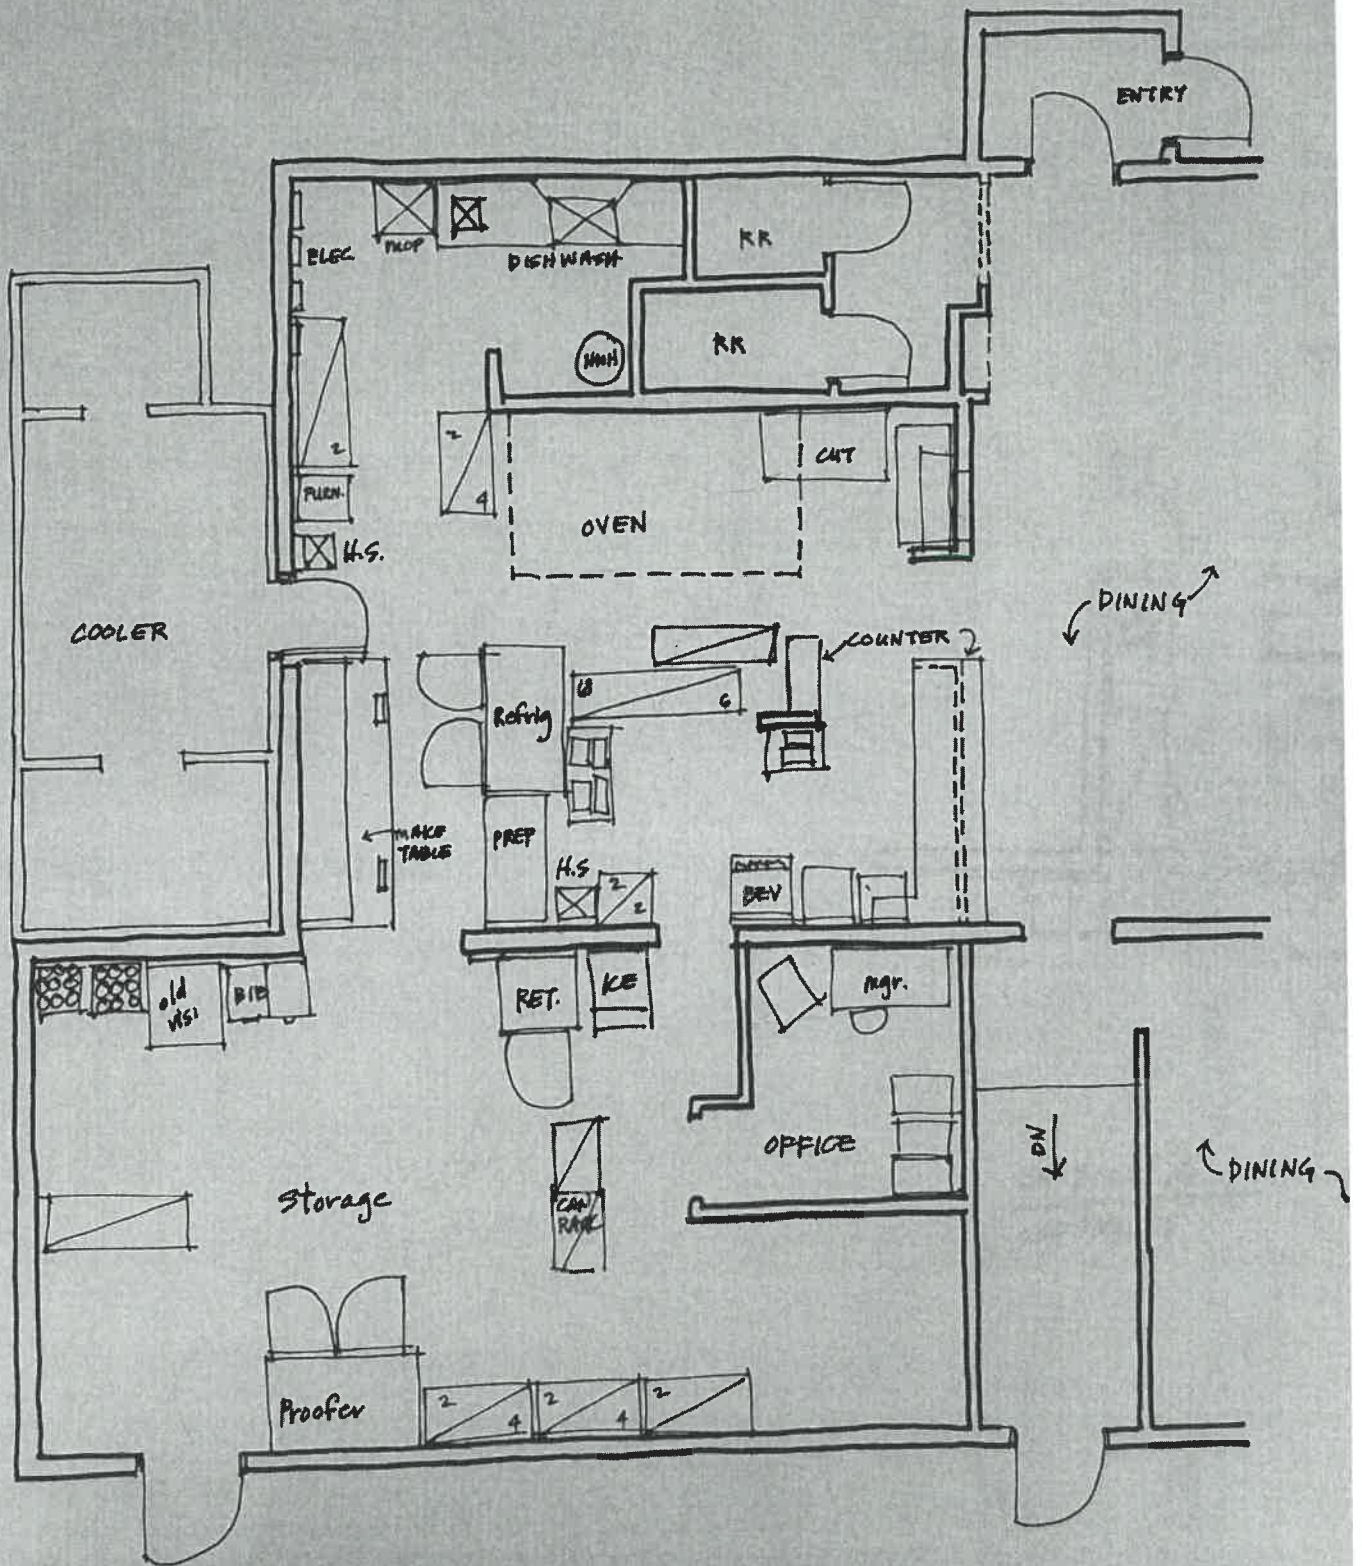 ENTRY
ELEC.
MOP
DISHWASH
RR
HWH
RR
2
2
4
CUT
FURN.
OVEN
H.S.
DINING
COOLER
COUNTER
6
Refrig
MAKE
TABLE
PREP
H.S
2
2
BEV
old
visi
BIB
RET.
ICE
mgr.
OFFICE
DN
DINING
Storage
CAN
RACK
Proofer
2
4
2
4
2